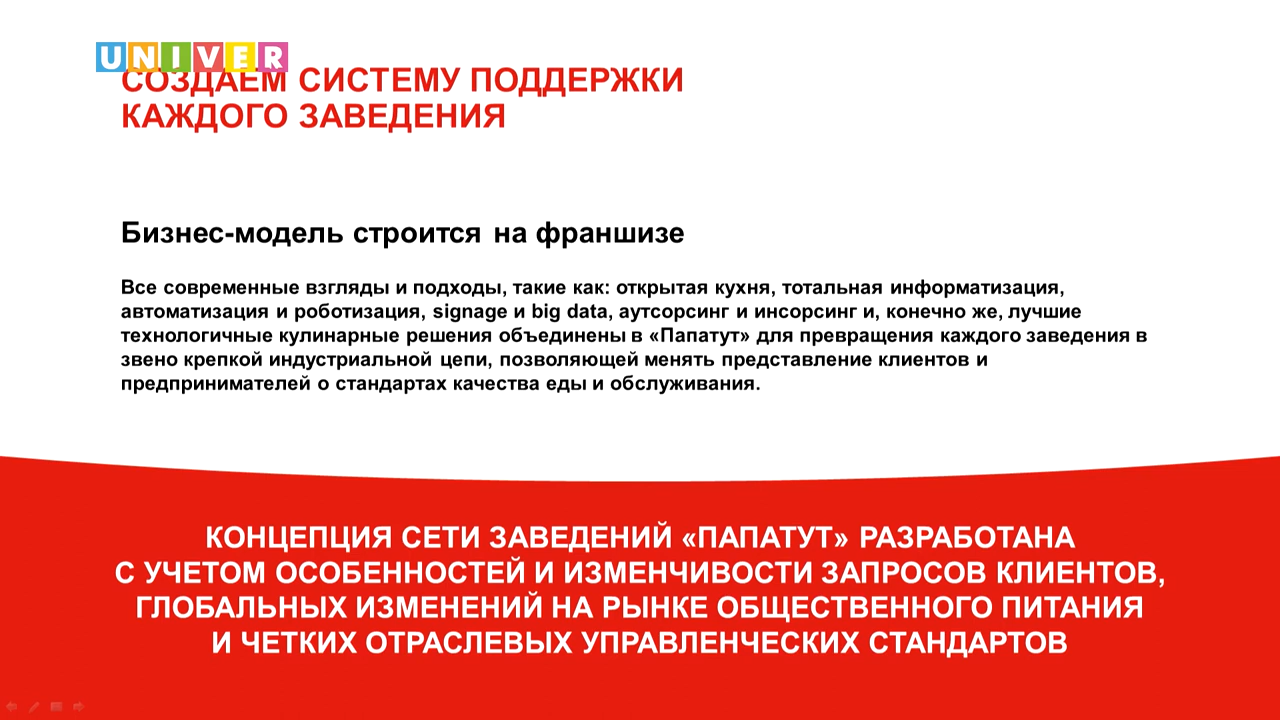 UNIVER
СОЗДАЕМ СИСТЕМУ ПОДДЕРЖКИ
КАЖДОГО ЗАВЕДЕНИЯ
Бизнес-модель строится на франшизе
Все современные взгляды и подходы, такие как: открытая кухня, тотальная информатизация,
автоматизация и роботизация, signage и big data, аутсорсинг и инсорсинг и, конечно же, лучшие
технологичные кулинарные решения объединены в «Папатут» для превращения каждого заведения в
звено крепкой индустриальной цепи, позволяющей менять представление клиентов и
предпринимателей о стандартах качества еды и обслуживания.
КОНЦЕПЦИЯ СЕТИ ЗАВЕДЕНИЙ «ПАПАТУТ» РАЗРАБОТАНА
С УЧЕТОМ ОСОБЕННОСТЕЙ И ИЗМЕНЧИВОСТИ ЗАПРОСОВ КЛИЕНТОВ,
ГЛОБАЛЬНЫХ ИЗМЕНЕНИЙ НА РЫНКЕ ОБЩЕСТВЕННОГО ПИТАНИЯ
И ЧЕТКИХ ОТРАСЛЕВЫХ УПРАВЛЕНЧЕСКИХ СТАНДАРТОВ